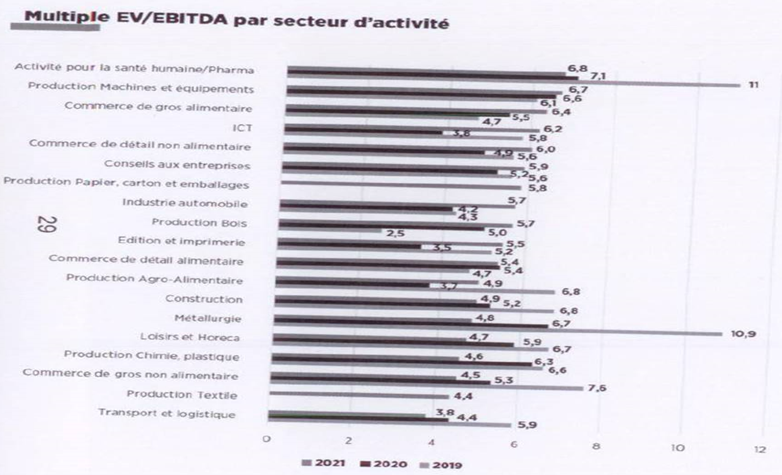 Multiple EV/EBITDA par secteur d'activité
Activité pour la santé humaine/Pharma 6,8 7,1 11
Production Machines et équipements 6,7 6,6 6,1
Commerce de gros alimentaire 6,4 5,5 4,7
ICT 6,2 3,8 5,8
Commerce de détail non alimentaire 6,0 4,9 5,6
Conseils aux entreprises 5,9 5,2 5,6
Production Papier, carton et emballages 5,8
Industrie automobile 5,7 4,2 4,3
Production Bois 5,7 5,0 2,5
Edition et imprimerie 5,5 3,5 5,2
Commerce de détail alimentaire 5,4 5,4 4,7
Production Agro-Alimentaire 4,9 3,7 6,8
Construction 4,9 5,2 6,8
Métallurgie 4,8 6,7 10,9
Loisirs et Horeca 4,7 5,9 6,7
Production Chimie, plastique 4,6 6,3 6,6
Commerce de gros non alimentaire 4,5 5,3 7,6
Production Textile 4,4
Transport et logistique 3,8 4,4 5,9
0 2 4 6 8 10 12
2021 2020 2019
29